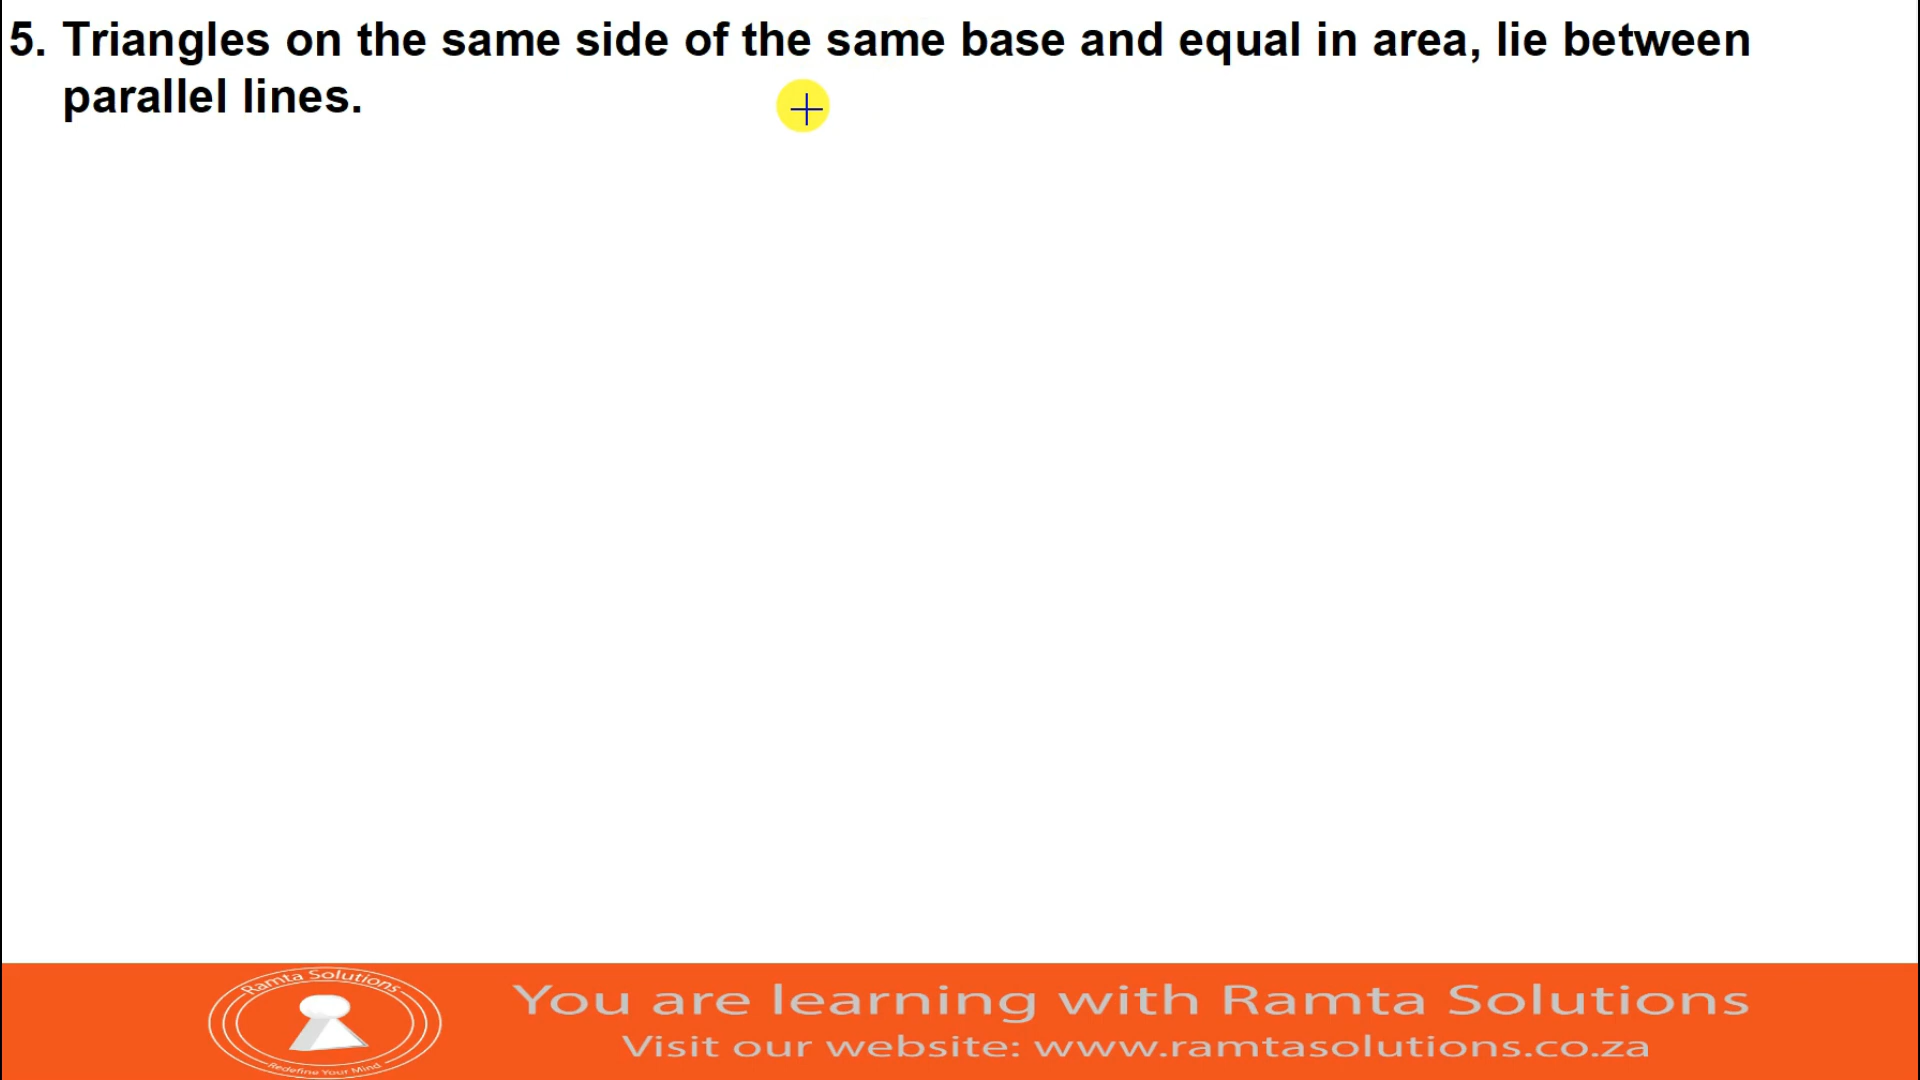 5. Triangles on the same side of the same base and equal in area, lie between
parallel lines.
Ramta Solutions
Redefine Your Mind
You are learning with Ramta Solutions
Visit our website: www.ramtasolutions.co.za